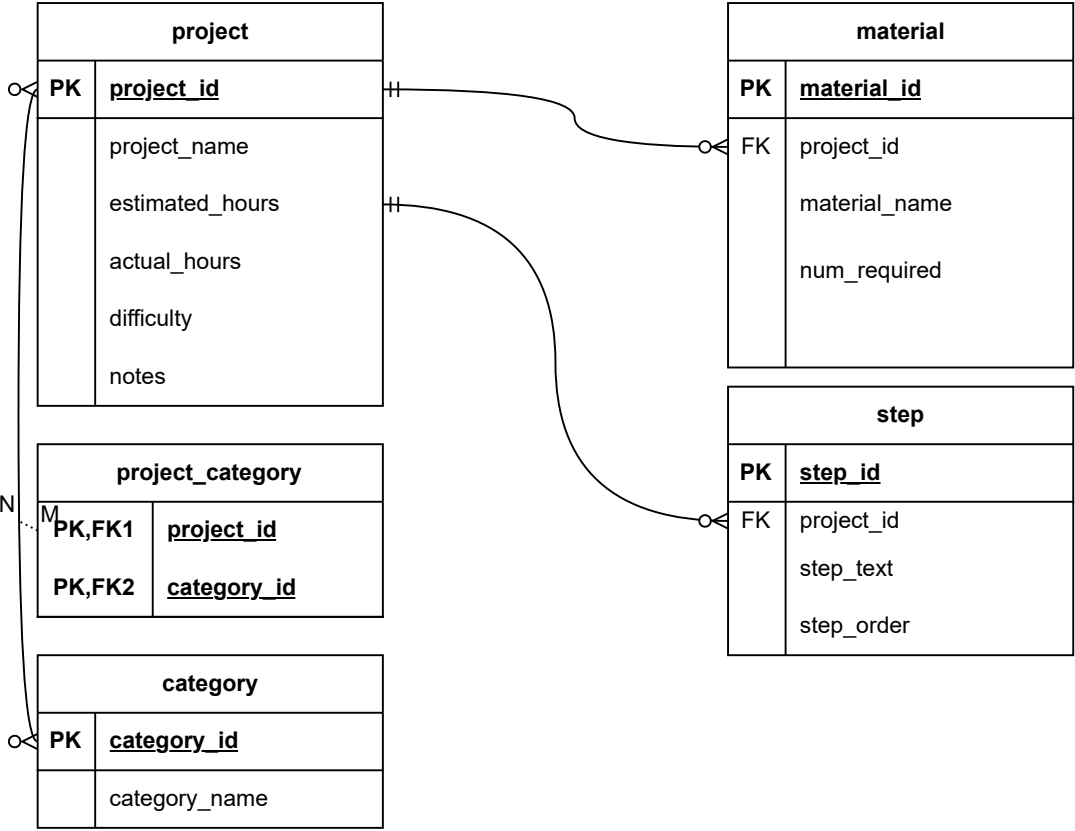 project
PK project_id
project_name
estimated_hours
actual_hours
difficulty
notes
material
PK material_id
FK project_id
material_name
num_required
project_category
N
M
PK,FK1 project_id
PK,FK2 category_id
step
PK step_id
FK project_id
step_text
step_order
category
PK category_id
category_name